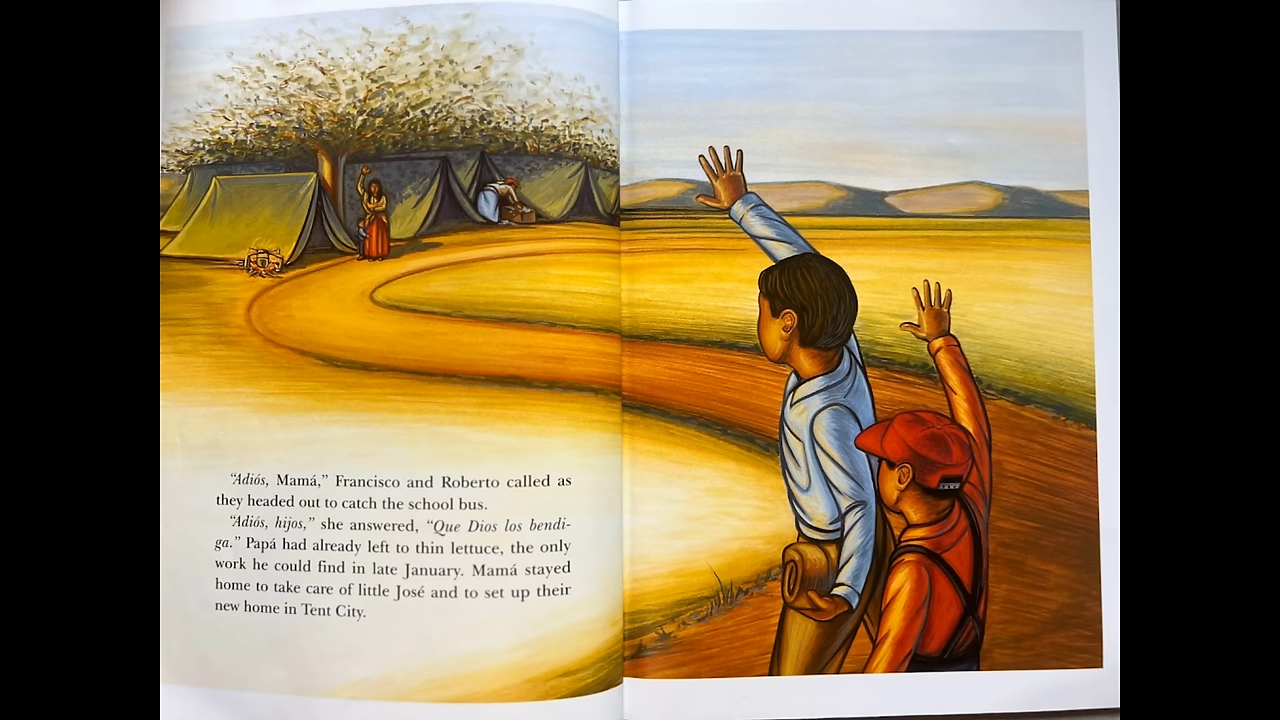 “Adiós, Mamá,” Francisco and Roberto called as
they headed out to catch the school bus.
“Adiós, hijos,” she answered, “Que Dios los bendi-
ga.” Papá had already left to thin lettuce, the only
work he could find in late January. Mamá stayed
home to take care of little José and to set up their
new home in Tent City.